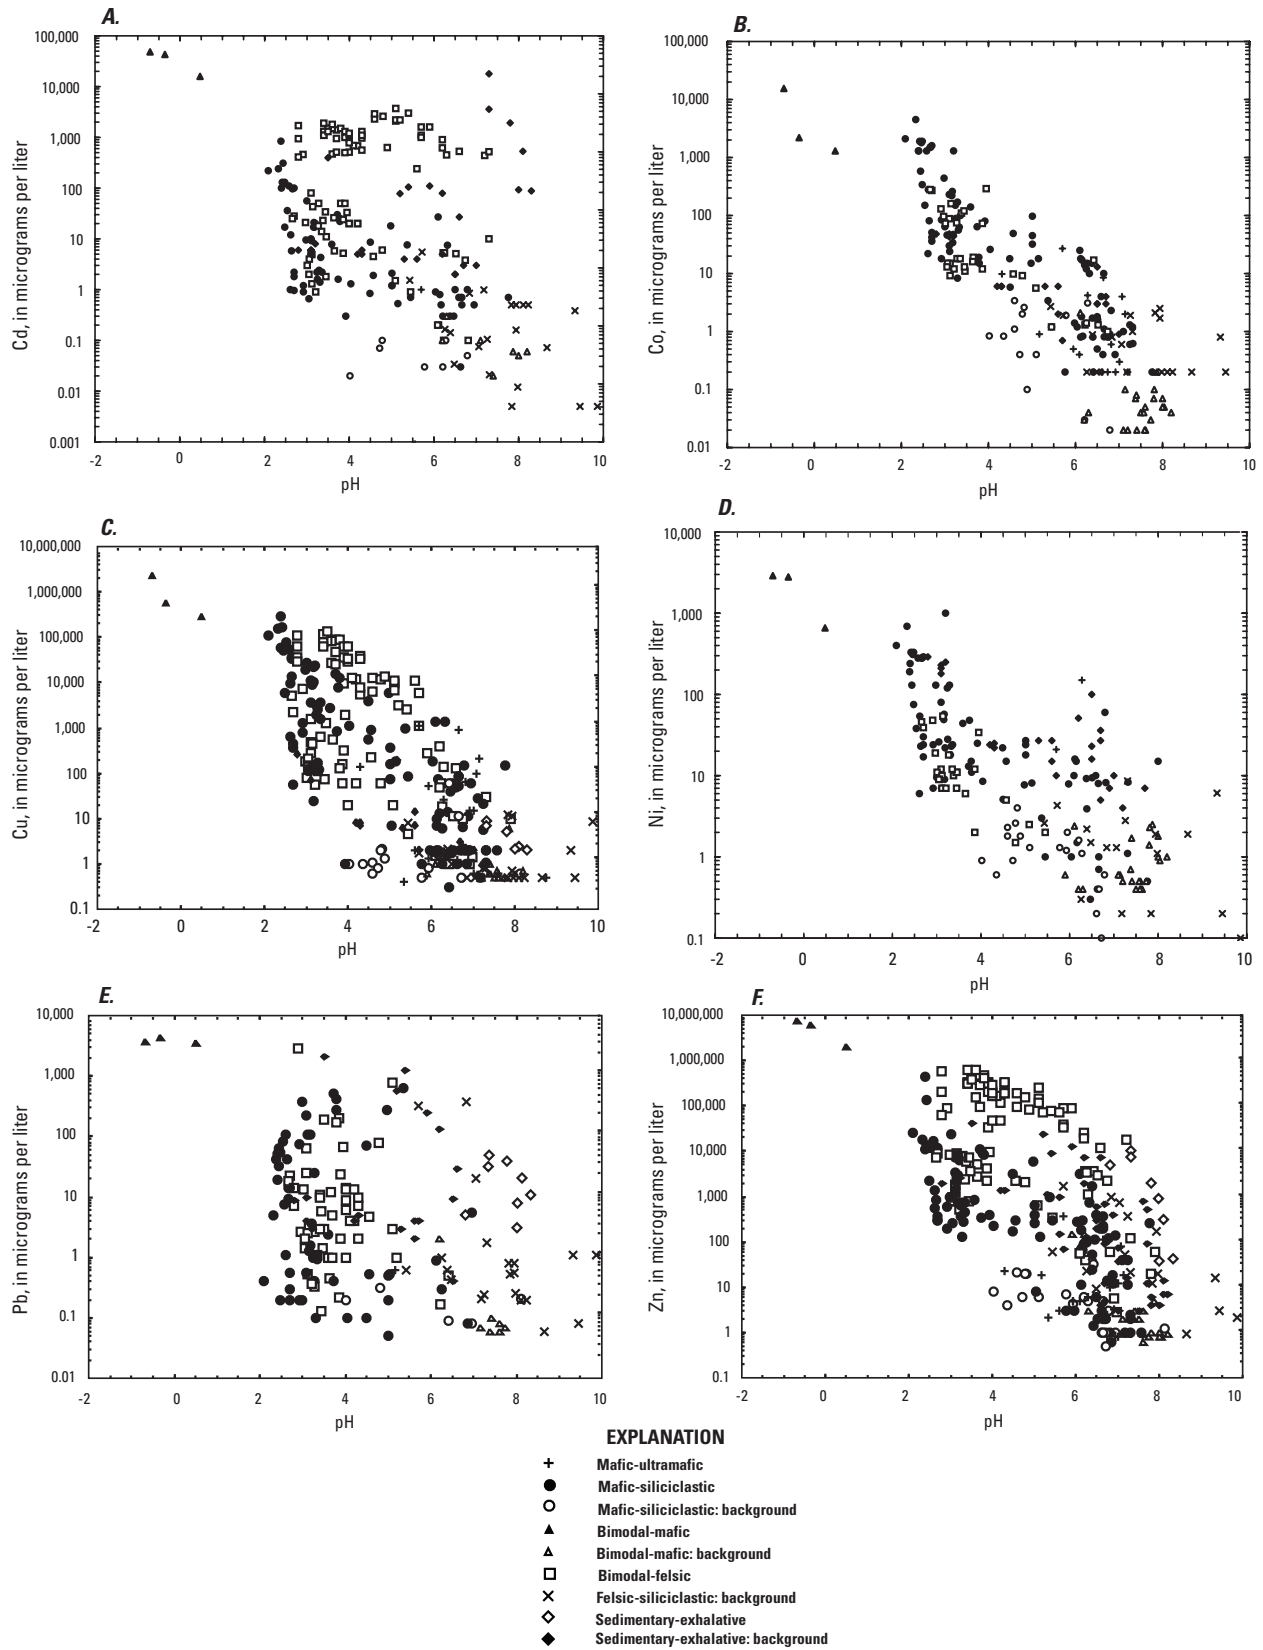 A.
100,000
10,000
1,000
100
10
1
0.1
0.01
0.001
Cd, in micrograms per liter
-2 0 2 4 6 8 10
pH
B.
100,000
10,000
1,000
100
10
1
0.1
0.01
Co, in micrograms per liter
-2 0 2 4 6 8 10
pH
C.
10,000,000
1,000,000
100,000
10,000
1,000
100
10
1
0.1
Cu, in micrograms per liter
-2 0 2 4 6 8 10
pH
D.
10,000
1,000
100
10
1
0.1
Ni, in micrograms per liter
-2 0 2 4 6 8 10
pH
E.
10,000
1,000
100
10
1
0.1
0.01
Pb, in micrograms per liter
-2 0 2 4 6 8 10
pH
F.
10,000,000
1,000,000
100,000
10,000
1,000
100
10
1
0.1
Zn, in micrograms per liter
-2 0 2 4 6 8 10
pH
EXPLANATION
Mafic-ultramafic
Mafic-siliciclastic
Mafic-siliciclastic: background
Bimodal-mafic
Bimodal-mafic: background
Bimodal-felsic
Felsic-siliciclastic: background
Sedimentary-exhalative
Sedimentary-exhalative: background